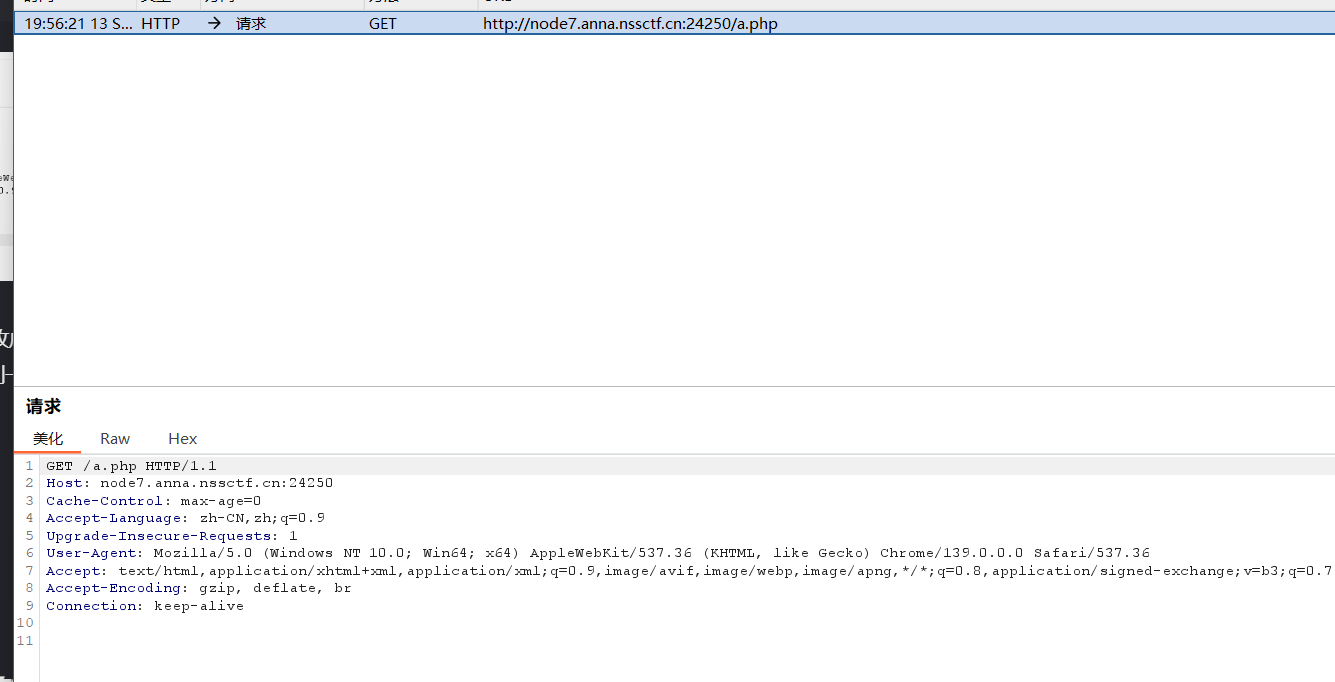 19:56:21 13 S... HTTP → 请求 GET http://node7.anna.nssctf.cn:24250/a.php
请求
美化 Raw Hex
1 GET /a.php HTTP/1.1
2 Host: node7.anna.nssctf.cn:24250
3 Cache-Control: max-age=0
4 Accept-Language: zh-CN,zh;q=0.9
5 Upgrade-Insecure-Requests: 1
6 User-Agent: Mozilla/5.0 (Windows NT 10.0; Win64; x64) AppleWebKit/537.36 (KHTML, like Gecko) Chrome/139.0.0.0 Safari/537.36
7 Accept: text/html,application/xhtml+xml,application/xml;q=0.9,image/avif,image/webp,image/apng,*/*;q=0.8,application/signed-exchange;v=b3;q=0.7
8 Accept-Encoding: gzip, deflate, br
9 Connection: keep-alive
10
11